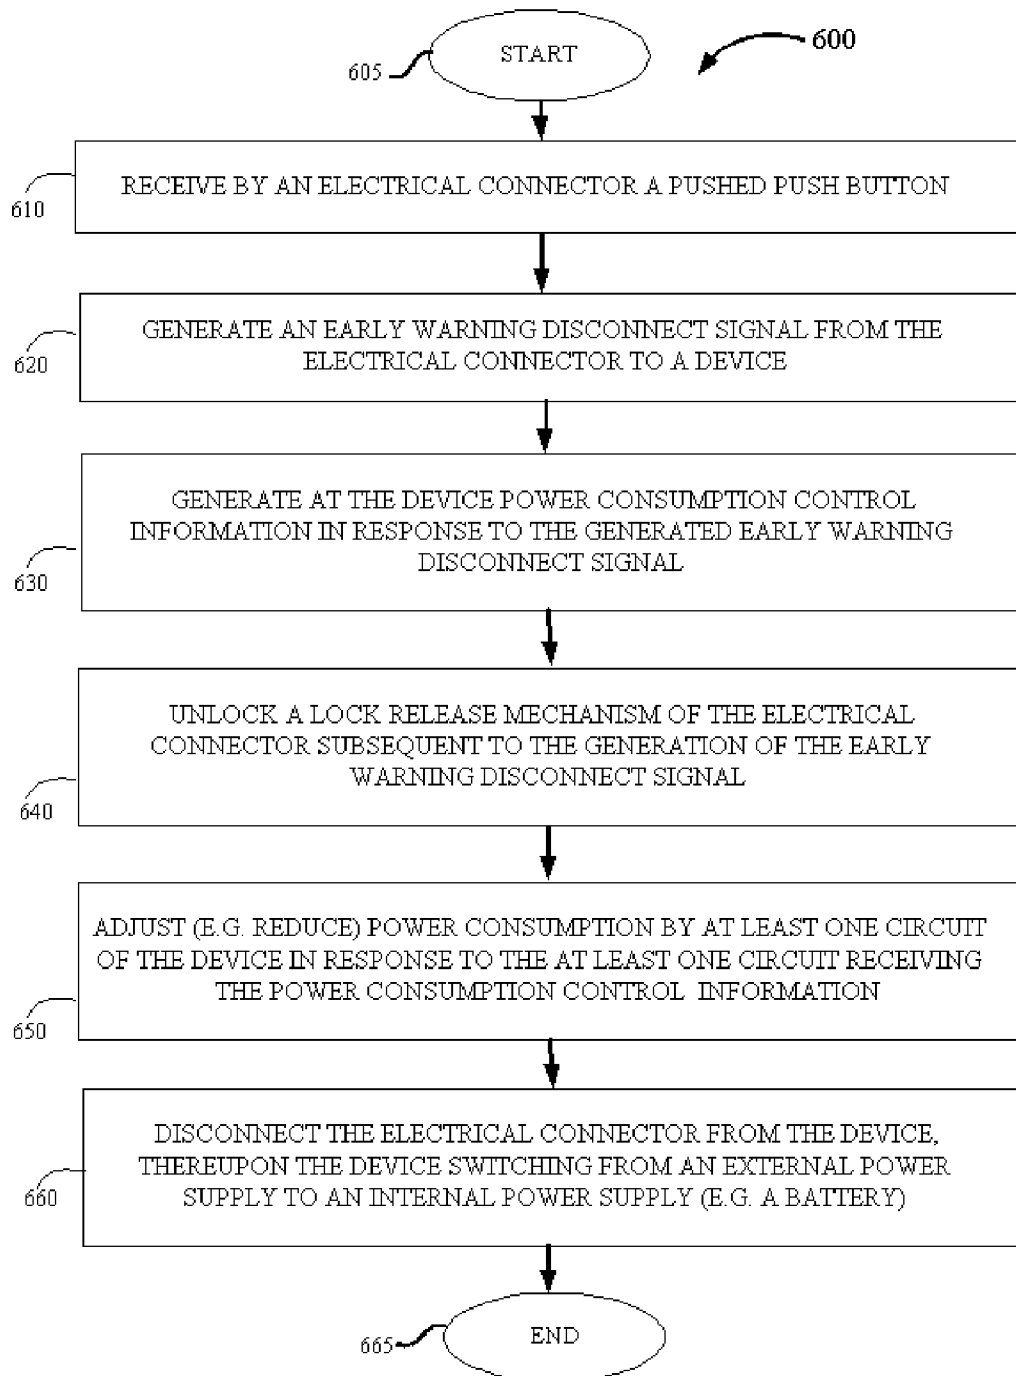 START
600
605
RECEIVE BY AN ELECTRICAL CONNECTOR A PUSHED PUSH BUTTON
610
GENERATE AN EARLY WARNING DISCONNECT SIGNAL FROM THE
ELECTRICAL CONNECTOR TO A DEVICE
620
GENERATE AT THE DEVICE POWER CONSUMPTION CONTROL
INFORMATION IN RESPONSE TO THE GENERATED EARLY WARNING
DISCONNECT SIGNAL
630
UNLOCK A LOCK RELEASE MECHANISM OF THE ELECTRICAL
CONNECTOR SUBSEQUENT TO THE GENERATION OF THE EARLY
WARNING DISCONNECT SIGNAL
640
ADJUST (E.G. REDUCE) POWER CONSUMPTION BY AT LEAST ONE CIRCUIT
OF THE DEVICE IN RESPONSE TO THE AT LEAST ONE CIRCUIT RECEIVING
THE POWER CONSUMPTION CONTROL INFORMATION
650
DISCONNECT THE ELECTRICAL CONNECTOR FROM THE DEVICE,
THEREUPON THE DEVICE SWITCHING FROM AN EXTERNAL POWER
SUPPLY TO AN INTERNAL POWER SUPPLY (E.G. A BATTERY)
660
END
665